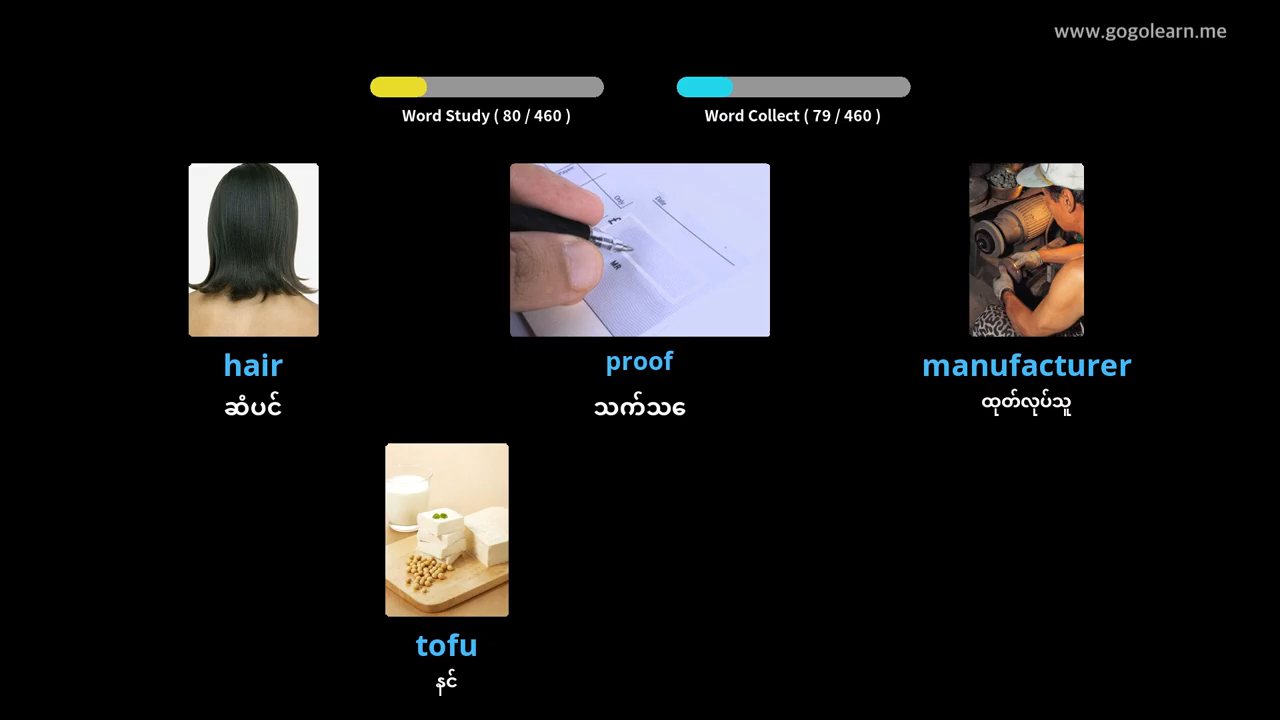 www.gogolearn.me
Word Study ( 80 / 460 )
Word Collect ( 79 / 460 )
hair
ဆံပင်
proof
သက်သေ
manufacturer
ထုတ်လုပ်သူ
tofu
နင်